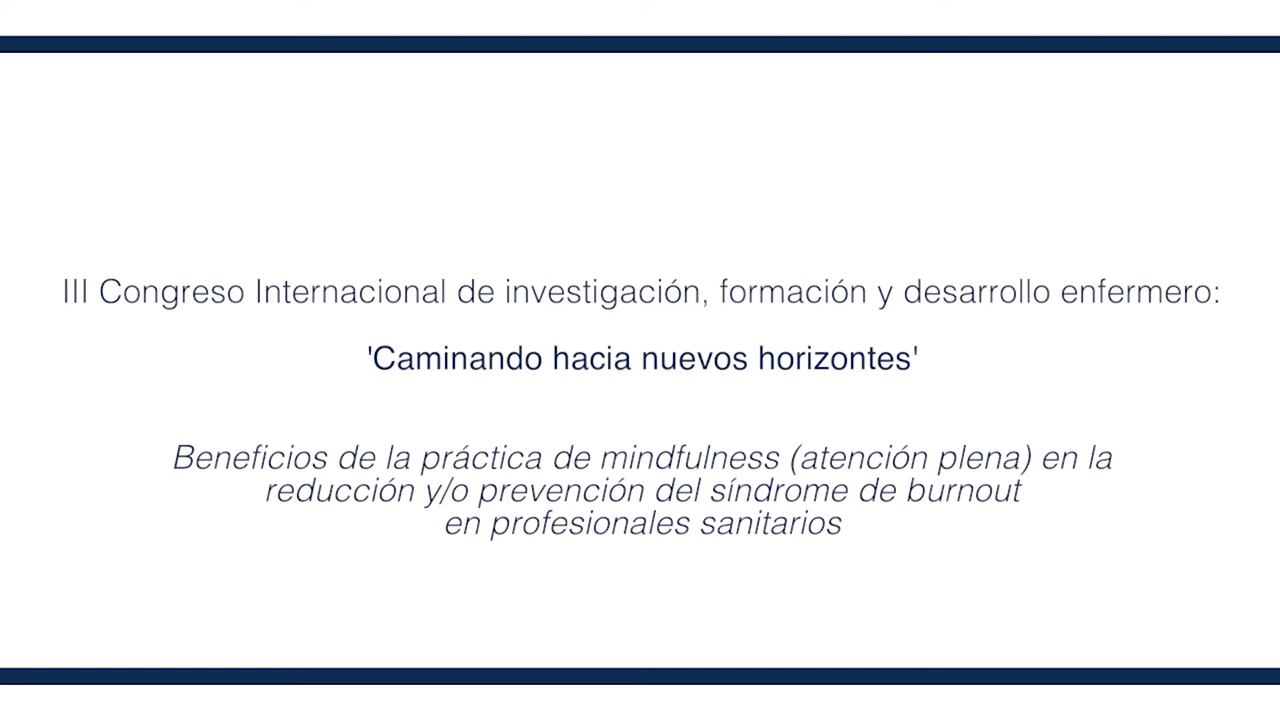 III Congreso Internacional de investigación, formación y desarrollo enfermero:
'Caminando hacia nuevos horizontes'
Beneficios de la práctica de mindfulness (atención plena) en la
reducción y/o prevención del síndrome de burnout
en profesionales sanitarios